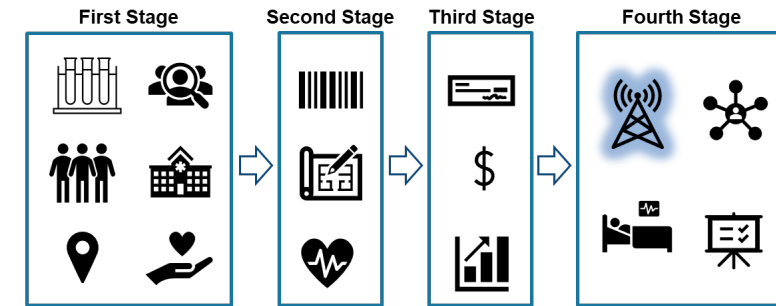 First Stage
Second Stage
Third Stage
Fourth Stage
$